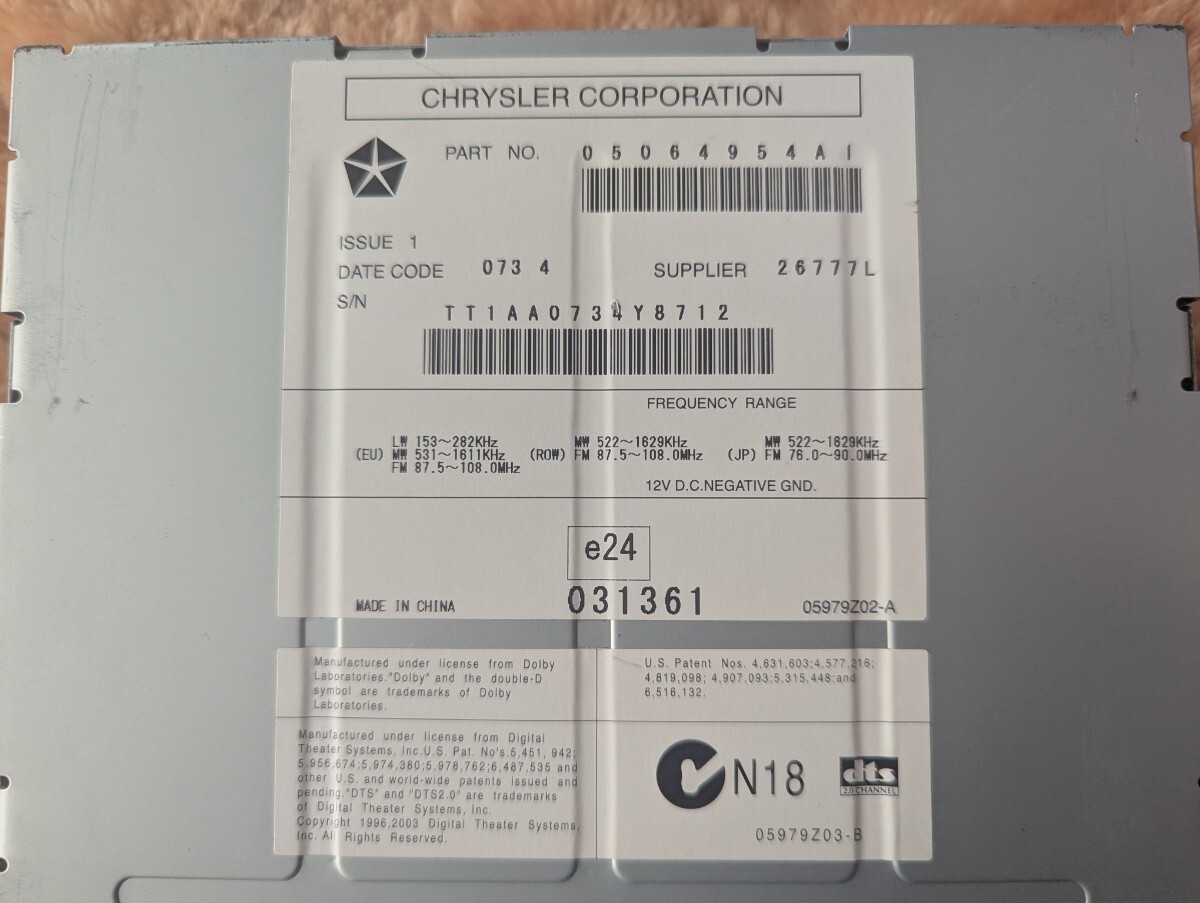 CHRYSLER CORPORATION
PART NO. 05064954AI
ISSUE 1
DATE CODE 0734 SUPPLIER 26777L
S/N
TT1AA0734Y8712
FREQUENCY RANGE
(EU) LW 153~282KHz
MW 531~1611KHz
FM 87.5~108.0MHz
(ROW) MW 522~1629KHz
FM 87.5~108.0MHz
(JP) MW 522~1629KHz
FM 76.0~90.0MHz
12V D.C.NEGATIVE GND.
e24
031361
MADE IN CHINA
05979Z02-A
Manufactured under license from Dolby
Laboratories."Dolby" and the double-D
symbol are trademarks of Dolby
Laboratories.
U.S. Patent Nos. 4,631,603;4,577,216;
4,819,098; 4,907,093;5,315,448;and
6,516,132.
Manufactured under license from Digital
Theater Systems, Inc.U.S. Pat. No's.5,451, 942;
5,956,674;5,974,380;5,978,762;6,487,535 and
other U.S. and world-wide patents issued and
pending."DTS" and "DTS2.0" are trademarks
of Digital Theater Systems, Inc.
Copyright 1996,2003 Digital Theater Systems,
Inc. All Rights Reserved.
N18
dts
2.0 CHANNEL
05979Z03-B